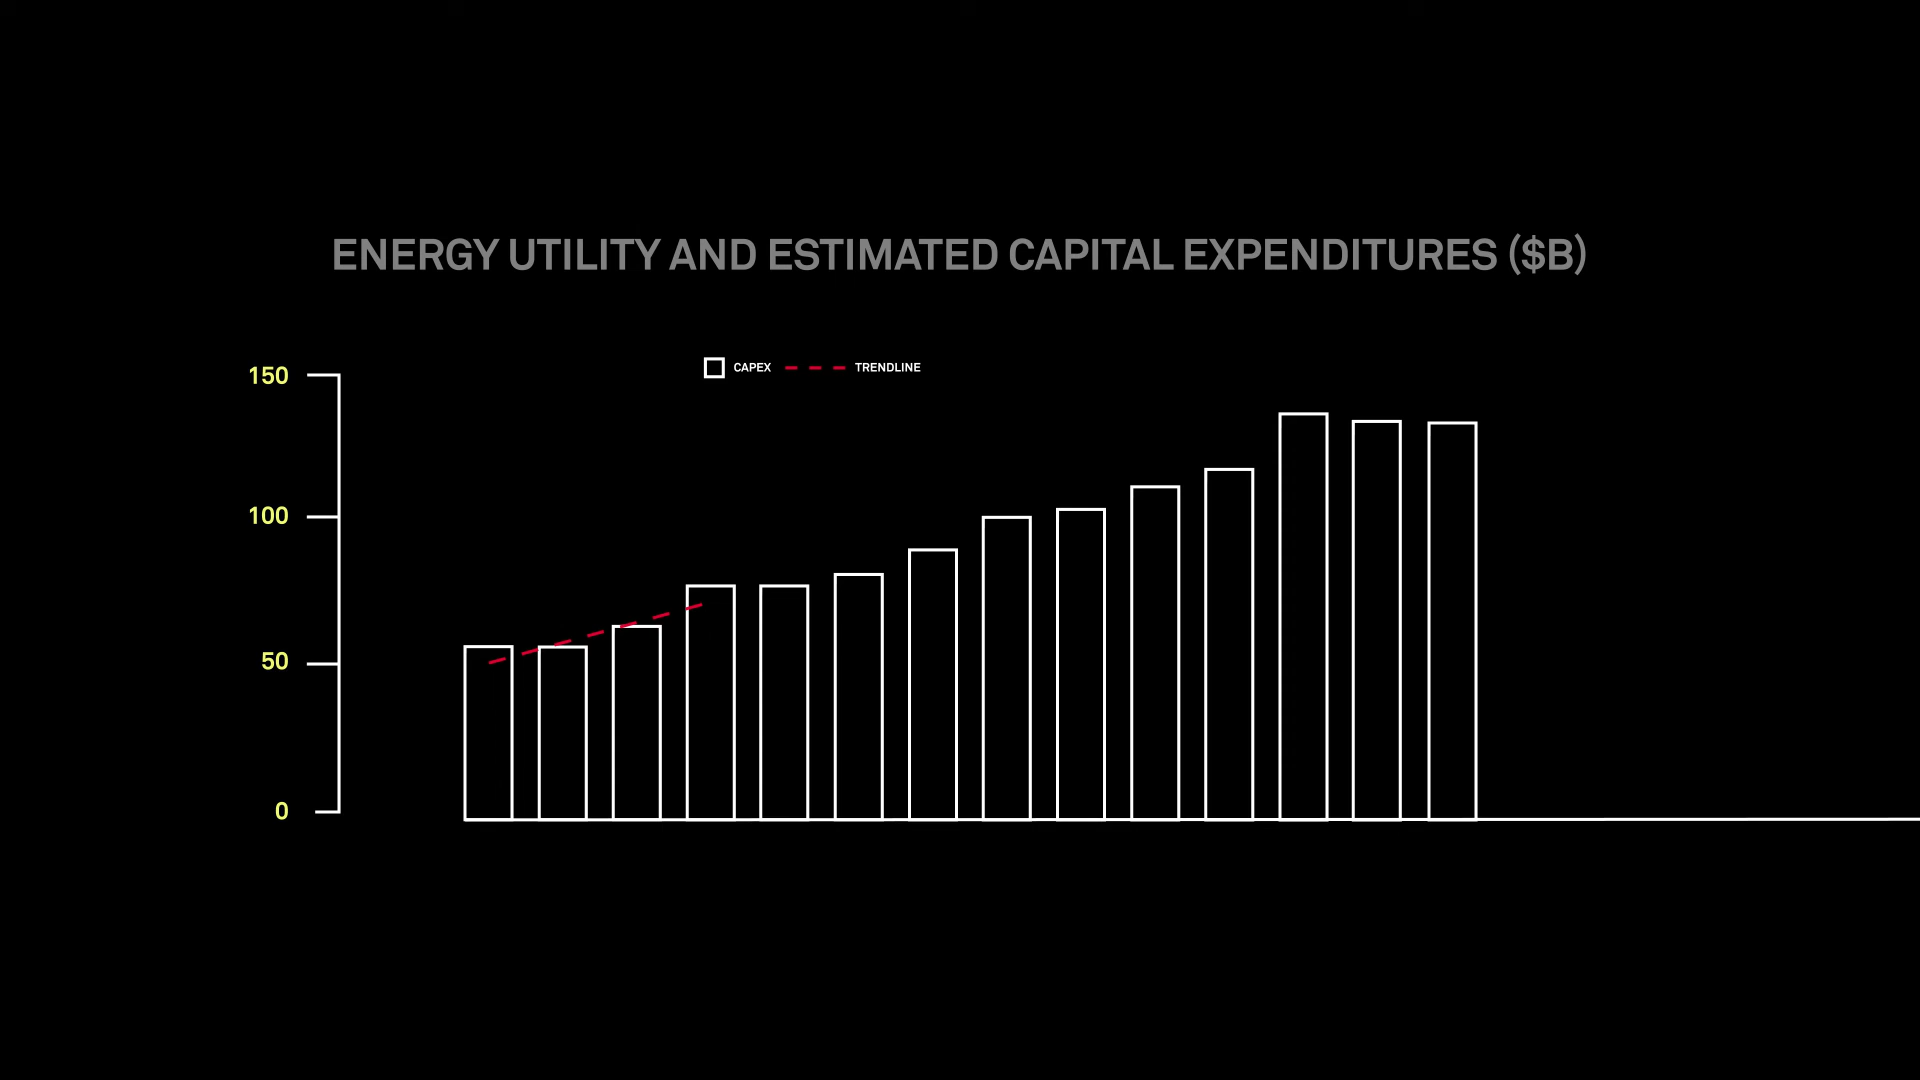 ENERGY UTILITY AND ESTIMATED CAPITAL EXPENDITURES ($B)
CAPEX TRENDLINE
150
100
50
0